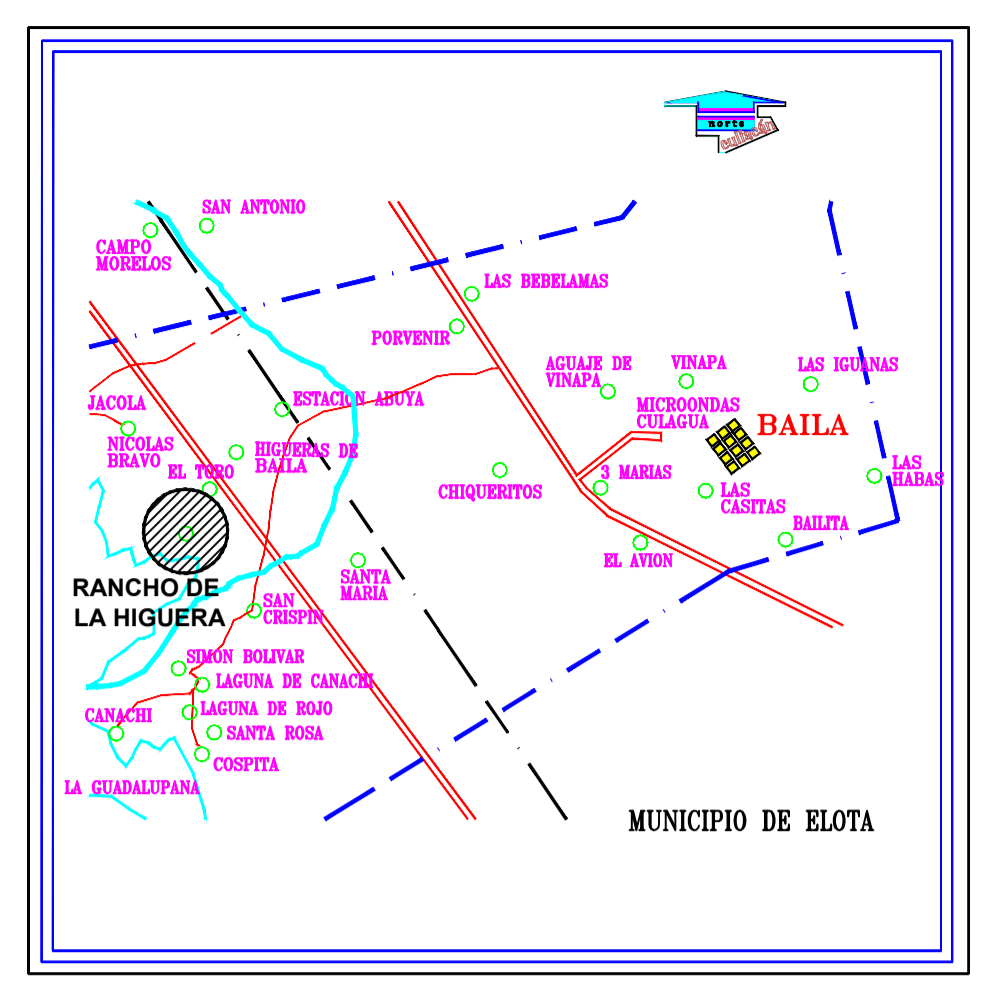 norte
culiacán
SAN ANTONIO
CAMPO
MORELOS
LAS BEBELAMAS
PORVENIR
AGUAJE DE
VINAPA
VINAPA
LAS IGUANAS
JACOLA
ESTACION ABUYA
MICROONDAS
CULAGUA
BAILA
NICOLAS
BRAVO
HIGUERAS DE
BAILA
EL TORO
CHIQUERITOS
3 MARIAS
LAS
HABAS
LAS
CASITAS
BAILITA
EL AVION
SANTA
MARIA
RANCHO DE
LA HIGUERA
SAN
CRISPIN
SIMON BOLIVAR
LAGUNA DE CANACHI
LAGUNA DE ROJO
CANACHI
SANTA ROSA
COSPITA
LA GUADALUPANA
MUNICIPIO DE ELOTA